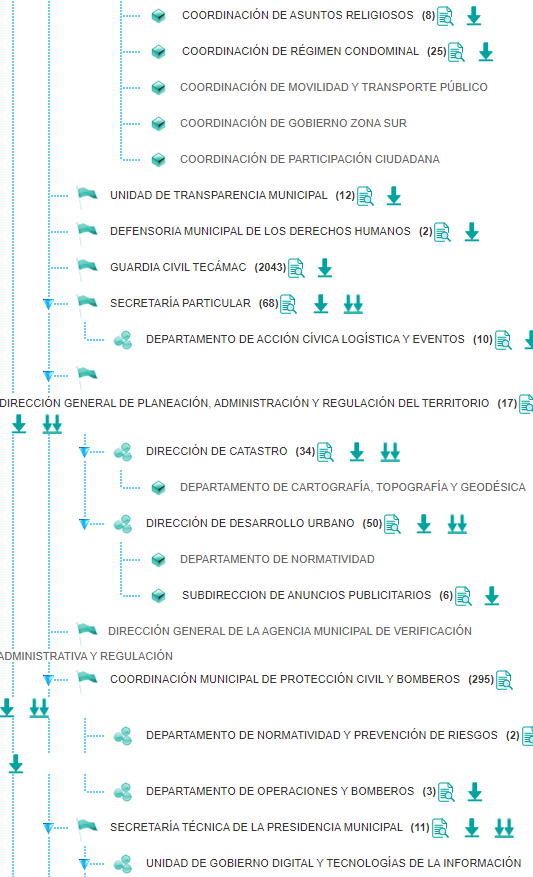 COORDINACIÓN DE ASUNTOS RELIGIOSOS (8)
COORDINACIÓN DE RÉGIMEN CONDOMINAL (25)
COORDINACIÓN DE MOVILIDAD Y TRANSPORTE PÚBLICO
COORDINACIÓN DE GOBIERNO ZONA SUR
COORDINACIÓN DE PARTICIPACIÓN CIUDADANA
UNIDAD DE TRANSPARENCIA MUNICIPAL (12)
DEFENSORIA MUNICIPAL DE LOS DERECHOS HUMANOS (2)
GUARDIA CIVIL TECÁMAC (2043)
SECRETARÍA PARTICULAR (68)
DEPARTAMENTO DE ACCIÓN CÍVICA LOGÍSTICA Y EVENTOS (10)
DIRECCIÓN GENERAL DE PLANEACIÓN, ADMINISTRACIÓN Y REGULACIÓN DEL TERRITORIO (17)
DIRECCIÓN DE CATASTRO (34)
DEPARTAMENTO DE CARTOGRAFÍA, TOPOGRAFÍA Y GEODÉSICA
DIRECCIÓN DE DESARROLLO URBANO (50)
DEPARTAMENTO DE NORMATIVIDAD
SUBDIRECCION DE ANUNCIOS PUBLICITARIOS (6)
DIRECCIÓN GENERAL DE LA AGENCIA MUNICIPAL DE VERIFICACIÓN
ADMINISTRATIVA Y REGULACIÓN
COORDINACIÓN MUNICIPAL DE PROTECCIÓN CIVIL Y BOMBEROS (295)
DEPARTAMENTO DE NORMATIVIDAD Y PREVENCIÓN DE RIESGOS (2)
DEPARTAMENTO DE OPERACIONES Y BOMBEROS (3)
SECRETARÍA TÉCNICA DE LA PRESIDENCIA MUNICIPAL (11)
UNIDAD DE GOBIERNO DIGITAL Y TECNOLOGÍAS DE LA INFORMACIÓN